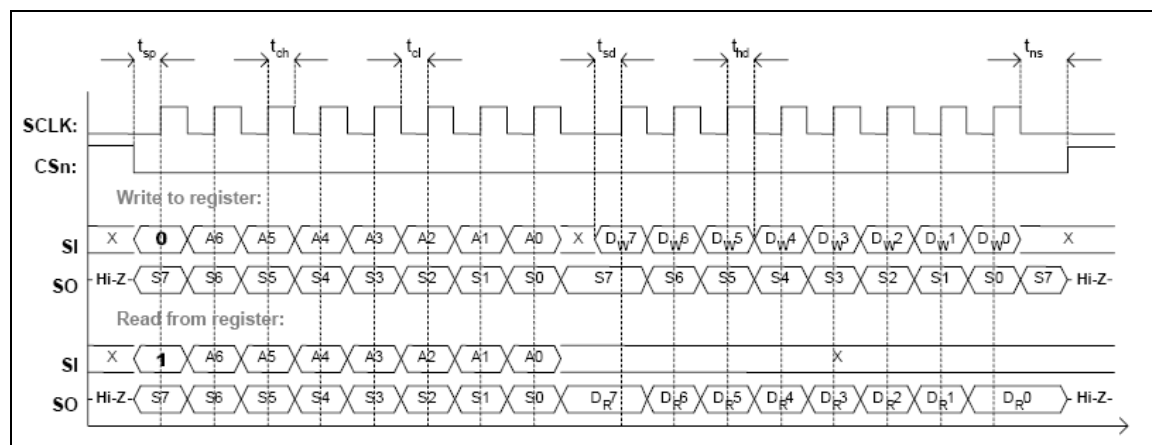 tsp tch tcl tsd thd tns
SCLK:
CSn:
Write to register:
SI X 0 A6 A5 A4 A3 A2 A1 A0 X DW7 DW6 DW5 DW4 DW3 DW2 DW1 DW0 X
SO Hi-Z S7 S6 S5 S4 S3 S2 S1 S0 S7 S6 S5 S4 S3 S2 S1 S0 S7 Hi-Z
Read from register:
SI X 1 A6 A5 A4 A3 A2 A1 A0 X
SO Hi-Z S7 S6 S5 S4 S3 S2 S1 S0 DR7 DR6 DR5 DR4 DR3 DR2 DR1 DR0 Hi-Z